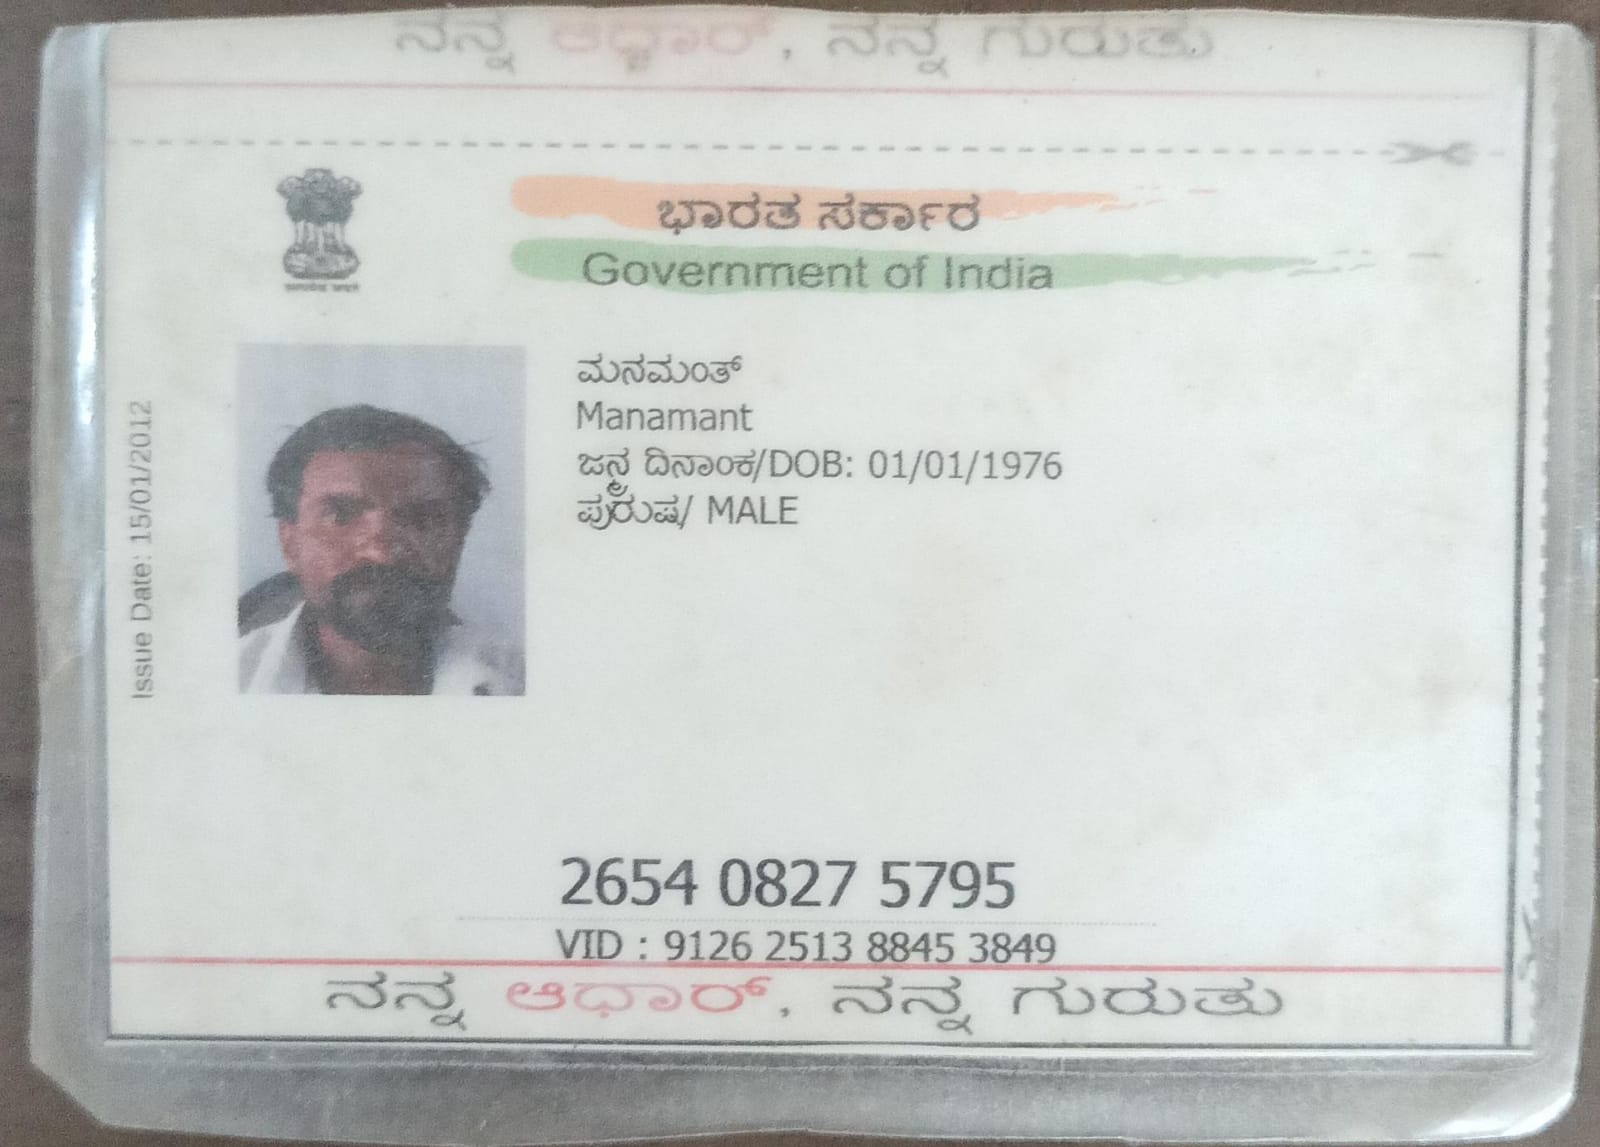 ನನ್ನ ಆಧಾರ್, ನನ್ನ ಗುರುತು
ಭಾರತ ಸರ್ಕಾರ
Government of India
ಮನಮಂತ್
Manamant
ಜನ್ಮ ದಿನಾಂಕ/DOB: 01/01/1976
ಪುರುಷ/ MALE
Issue Date: 15/01/2012
2654 0827 5795
VID : 9126 2513 8845 3849
ನನ್ನ ಆಧಾರ್, ನನ್ನ ಗುರುತು